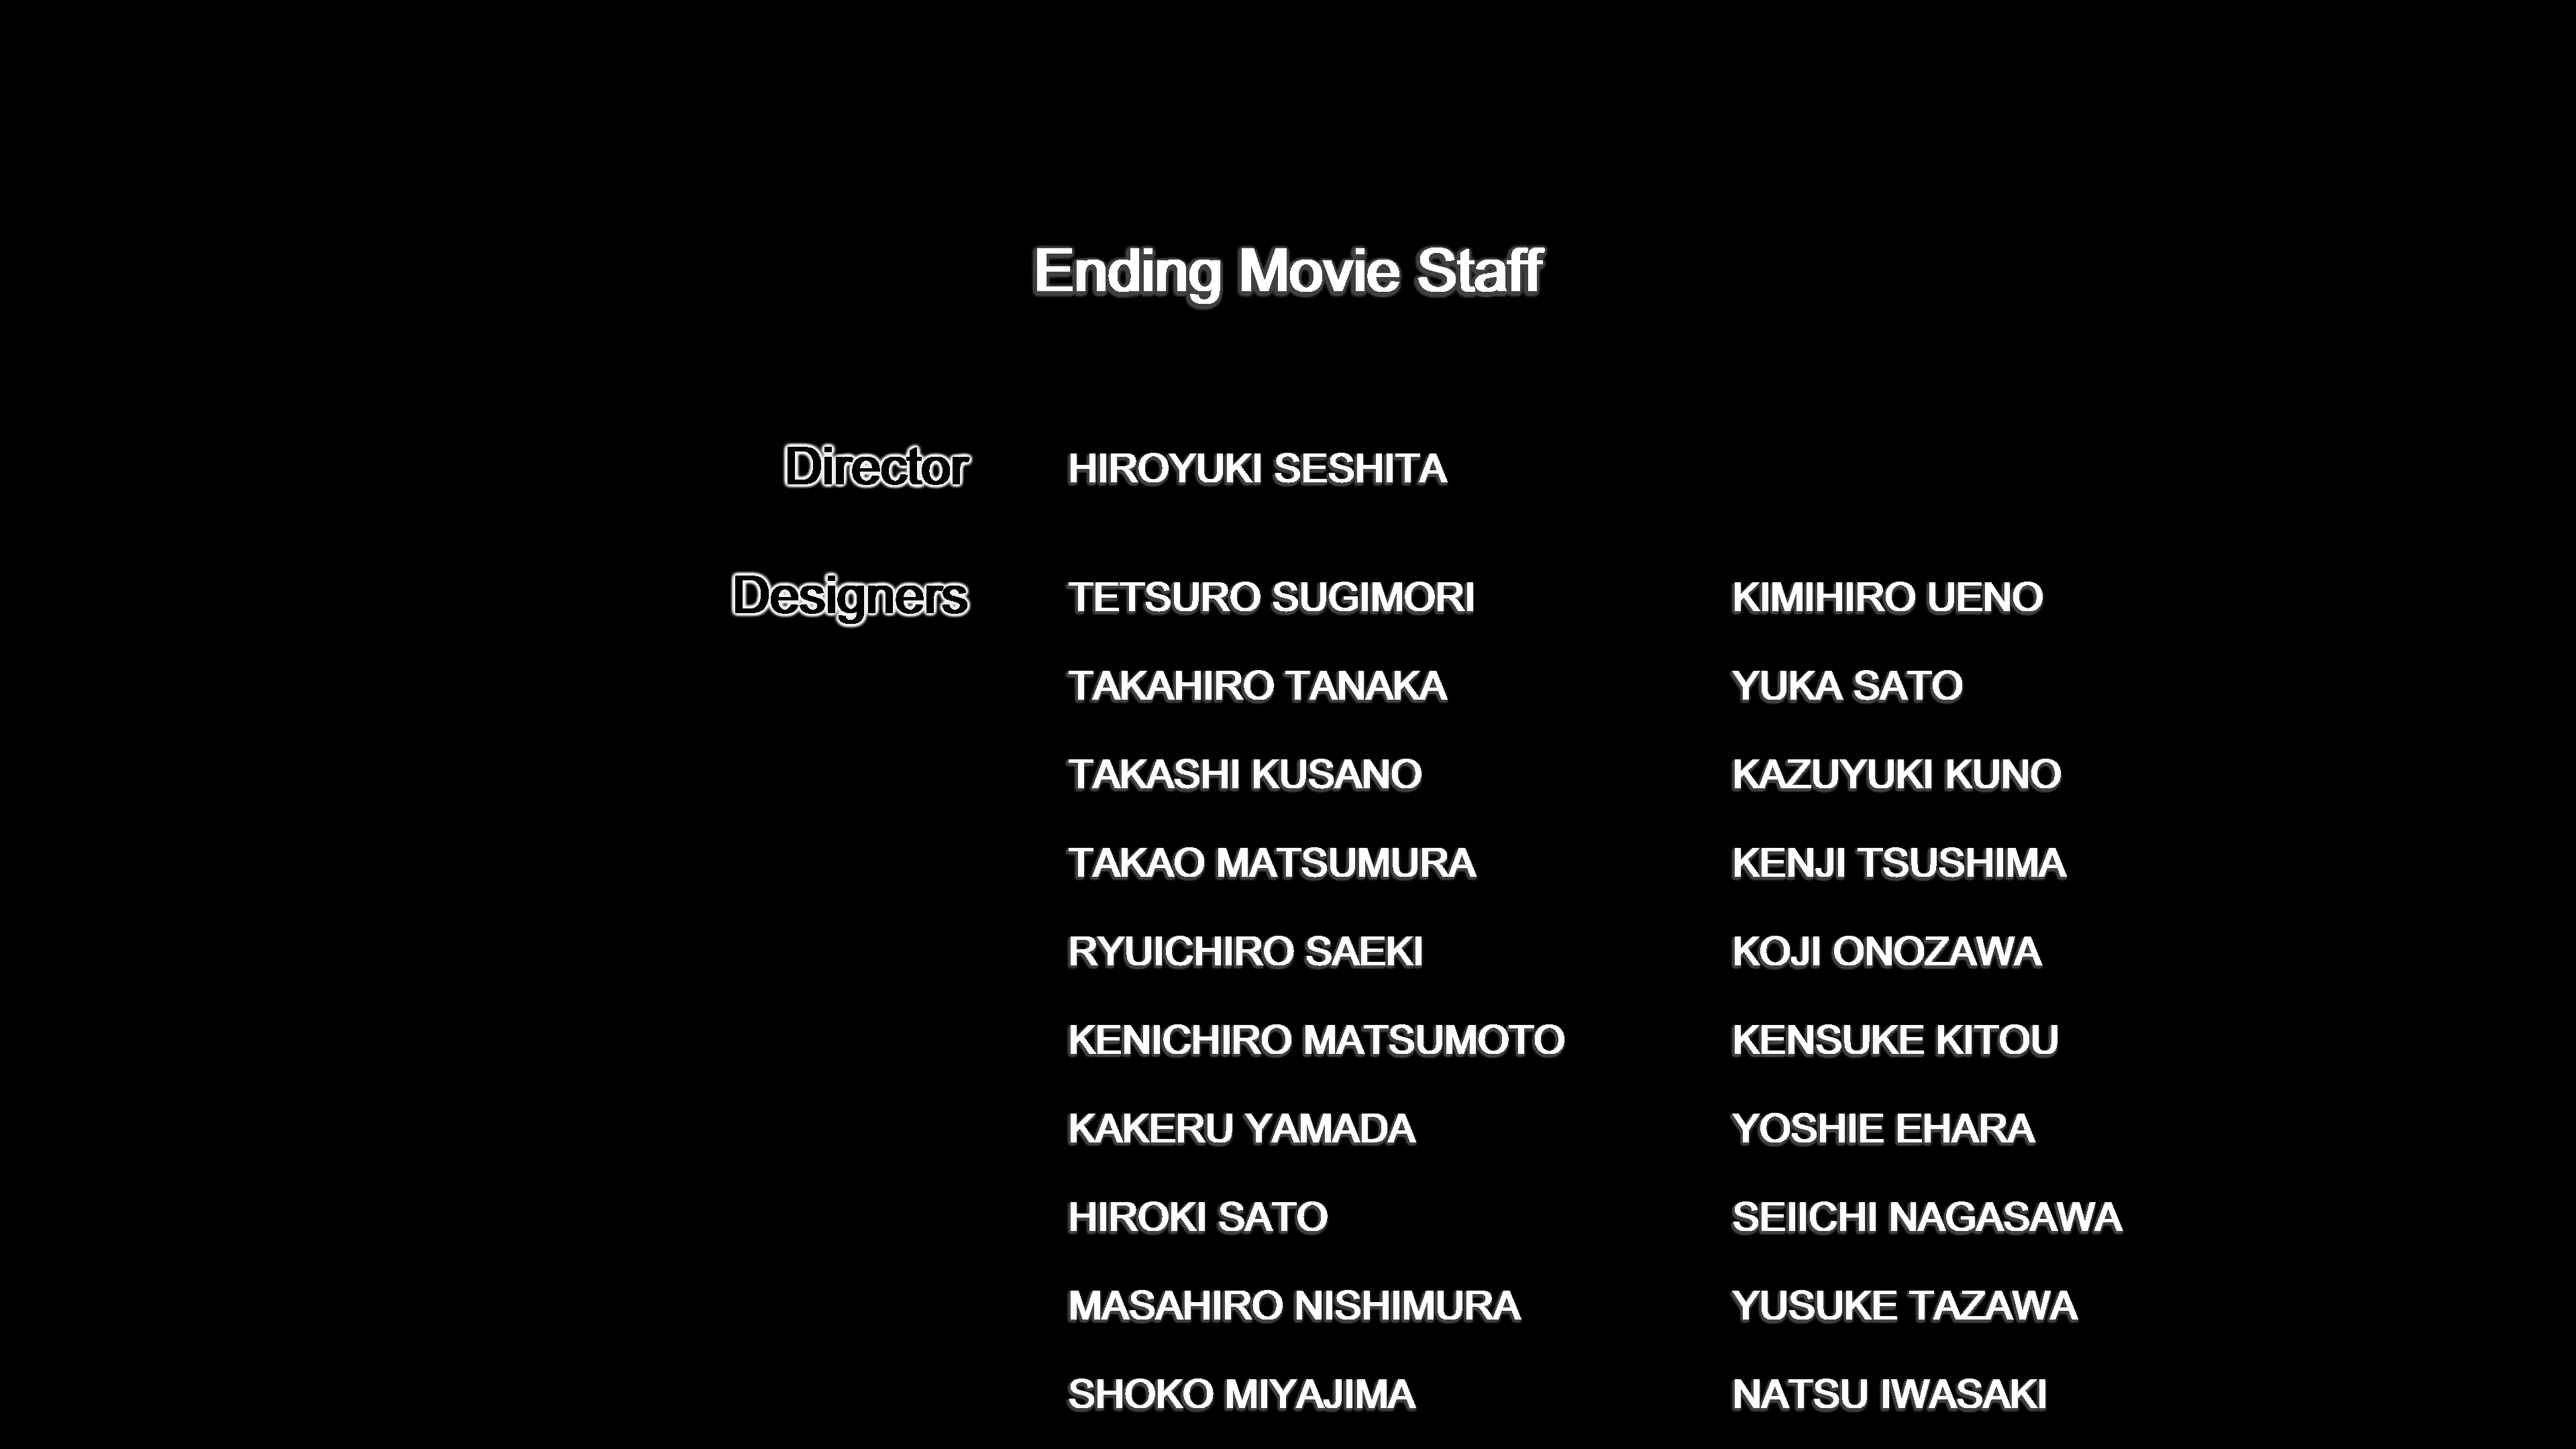 Ending Movie Staff
Director HIROYUKI SESHITA
Designers TETSURO SUGIMORI KIMIHIRO UENO
TAKAHIRO TANAKA YUKA SATO
TAKASHI KUSANO KAZUYUKI KUNO
TAKAO MATSUMURA KENJI TSUSHIMA
RYUICHIRO SAEKI KOJI ONOZAWA
KENICHIRO MATSUMOTO KENSUKE KITOU
KAKERU YAMADA YOSHIE EHARA
HIROKI SATO SEIICHI NAGASAWA
MASAHIRO NISHIMURA YUSUKE TAZAWA
SHOKO MIYAJIMA NATSU IWASAKI